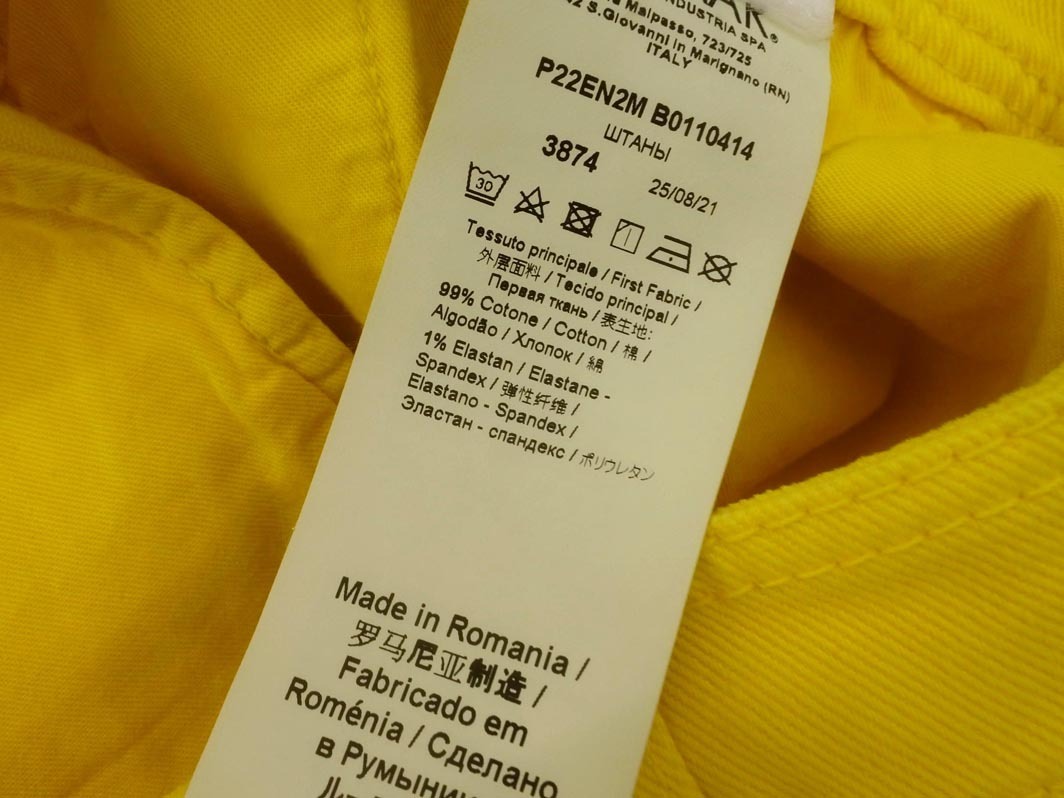 INDUSTRIA SPA
Malpasso, 723/725
S.Giovanni in Marignano (RN)
ITALY
P22EN2M B0110414
ШТАНЫ
3874
25/08/21
30
Tessuto principale / First Fabric /
外层面料 / Tecido principal /
Первая ткань / 表生地:
99% Cotone / Cotton / 棉 /
Algodão / Хлопок / 綿
1% Elastan / Elastane -
Spandex / 弹性纤维 /
Elastano - Spandex /
Эластан - спандекс / ポリウレタン
Made in Romania /
罗马尼亚制造 /
Fabricado em
Roménia / Сделано
в Румынии